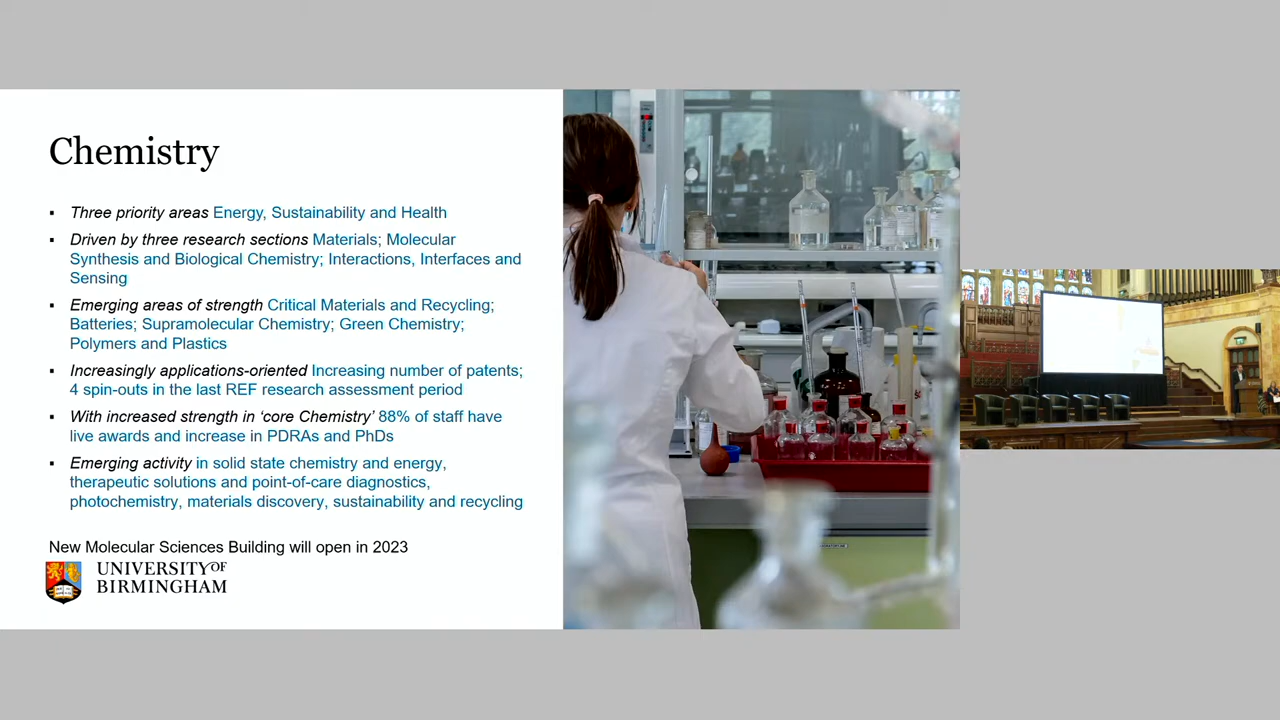 Chemistry
▪ Three priority areas Energy, Sustainability and Health
▪ Driven by three research sections Materials; Molecular
Synthesis and Biological Chemistry; Interactions, Interfaces and
Sensing
▪ Emerging areas of strength Critical Materials and Recycling;
Batteries; Supramolecular Chemistry; Green Chemistry;
Polymers and Plastics
▪ Increasingly applications-oriented Increasing number of patents;
4 spin-outs in the last REF research assessment period
▪ With increased strength in ‘core Chemistry’ 88% of staff have
live awards and increase in PDRAs and PhDs
▪ Emerging activity in solid state chemistry and energy,
therapeutic solutions and point-of-care diagnostics,
photochemistry, materials discovery, sustainability and recycling
New Molecular Sciences Building will open in 2023
UNIVERSITY OF
BIRMINGHAM